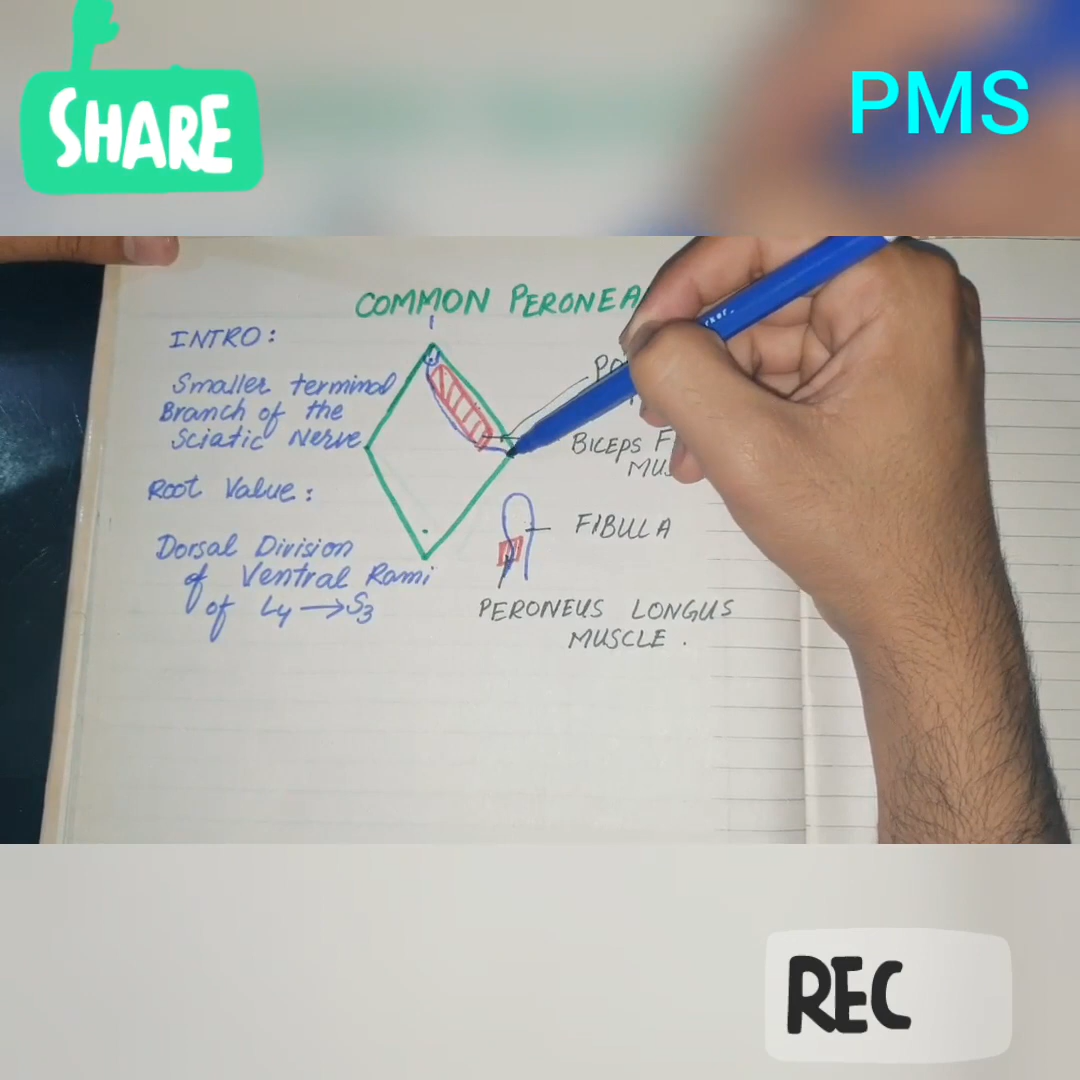 SHARE
PMS
COMMON PERONEA
INTRO:
Smaller terminal
Branch of the
Sciatic Nerve
Root Value:
Dorsal Division
of Ventral Rami
of L4 → S3
BICEPS
FIBULA
PERONEUS LONGUS
MUSCLE.
REC